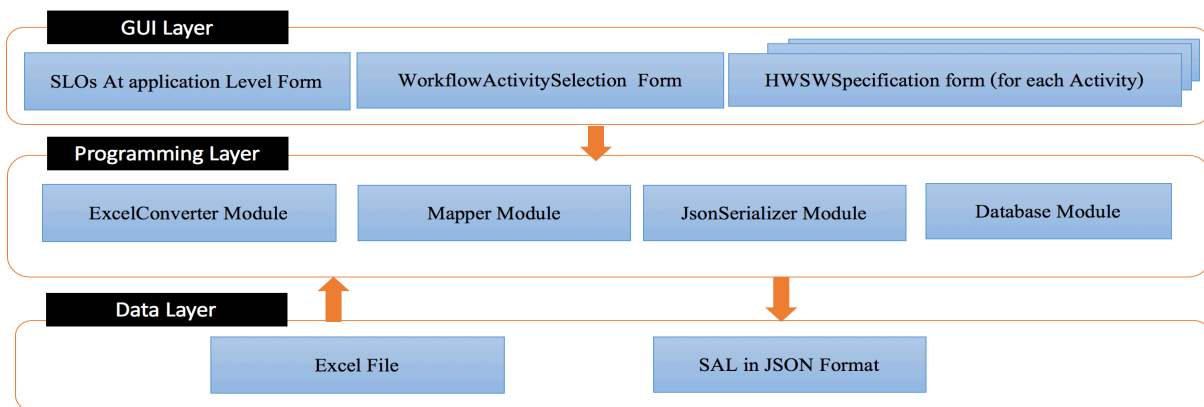 GUI Layer
SLOs At application Level Form
WorkflowActivitySelection Form
HWSWSpecification form (for each Activity)
Programming Layer
ExcelConverter Module
Mapper Module
JsonSerializer Module
Database Module
Data Layer
Excel File
SAL in JSON Format